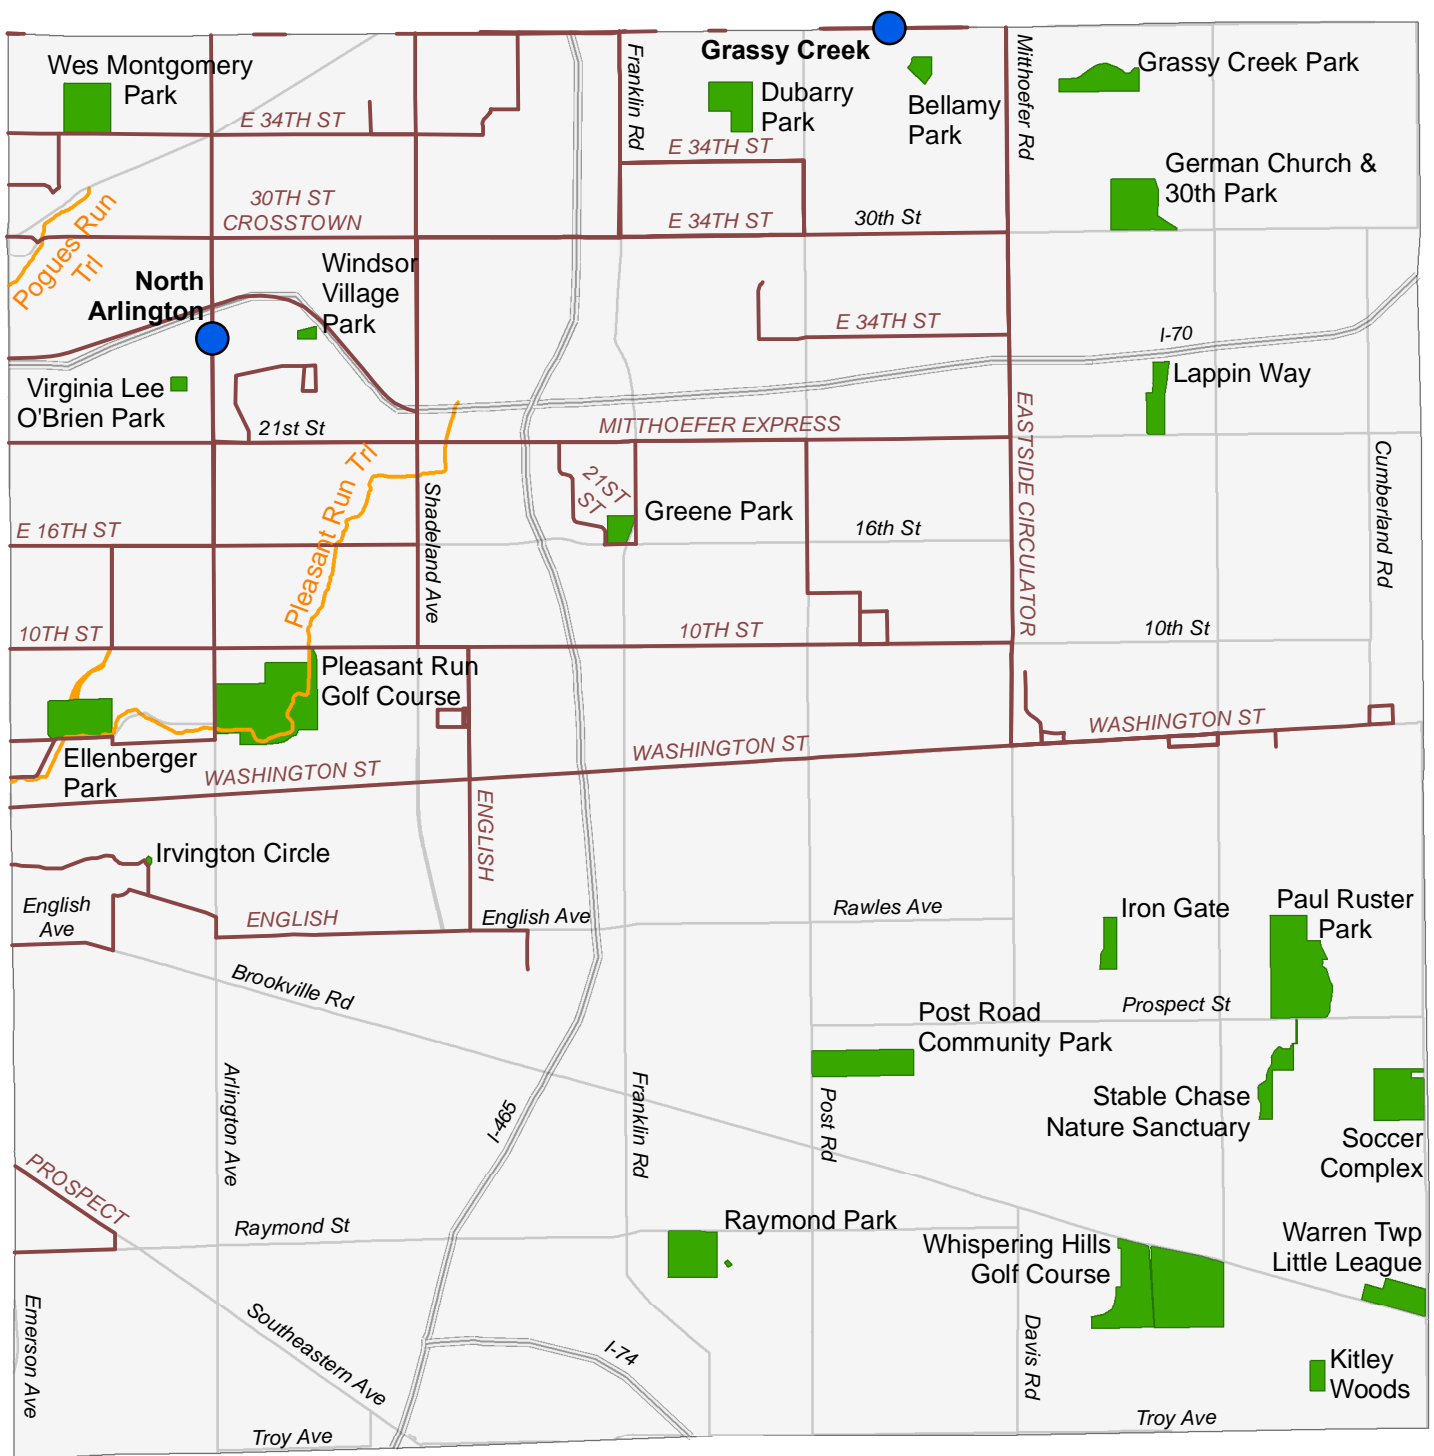 Grassy Creek
Wes Montgomery
Park
Franklin Rd
Mitthoefer Rd
Grassy Creek Park
Dubarry
Park
Bellamy
Park
E 34TH ST
E 34TH ST
German Church &
30th Park
30TH ST
CROSSTOWN
E 34TH ST
30th St
Pogues Run
Trl
North
Arlington
Windsor
Village
Park
E 34TH ST
I-70
Virginia Lee
O'Brien Park
Lappin Way
21st St
MITTHOEFER EXPRESS
EASTSIDE CIRCULATOR
Cumberland Rd
Pleasant Run Trl
Shadeland Ave
21ST
ST
Greene Park
E 16TH ST
16th St
10TH ST
10TH ST
10th St
Pleasant Run
Golf Course
WASHINGTON ST
WASHINGTON ST
Ellenberger
Park
WASHINGTON ST
ENGLISH
Irvington Circle
English
Ave
ENGLISH
English Ave
Rawles Ave
Iron Gate
Paul Ruster
Park
Brookville Rd
Prospect St
Post Road
Community Park
Arlington Ave
I-465
Franklin Rd
Post Rd
Stable Chase
Nature Sanctuary
Soccer
Complex
PROSPECT
Raymond St
Raymond Park
Whispering Hills
Golf Course
Warren Twp
Little League
Emerson Ave
Southeastern Ave
I-74
Davis Rd
Kitley
Woods
Troy Ave
Troy Ave